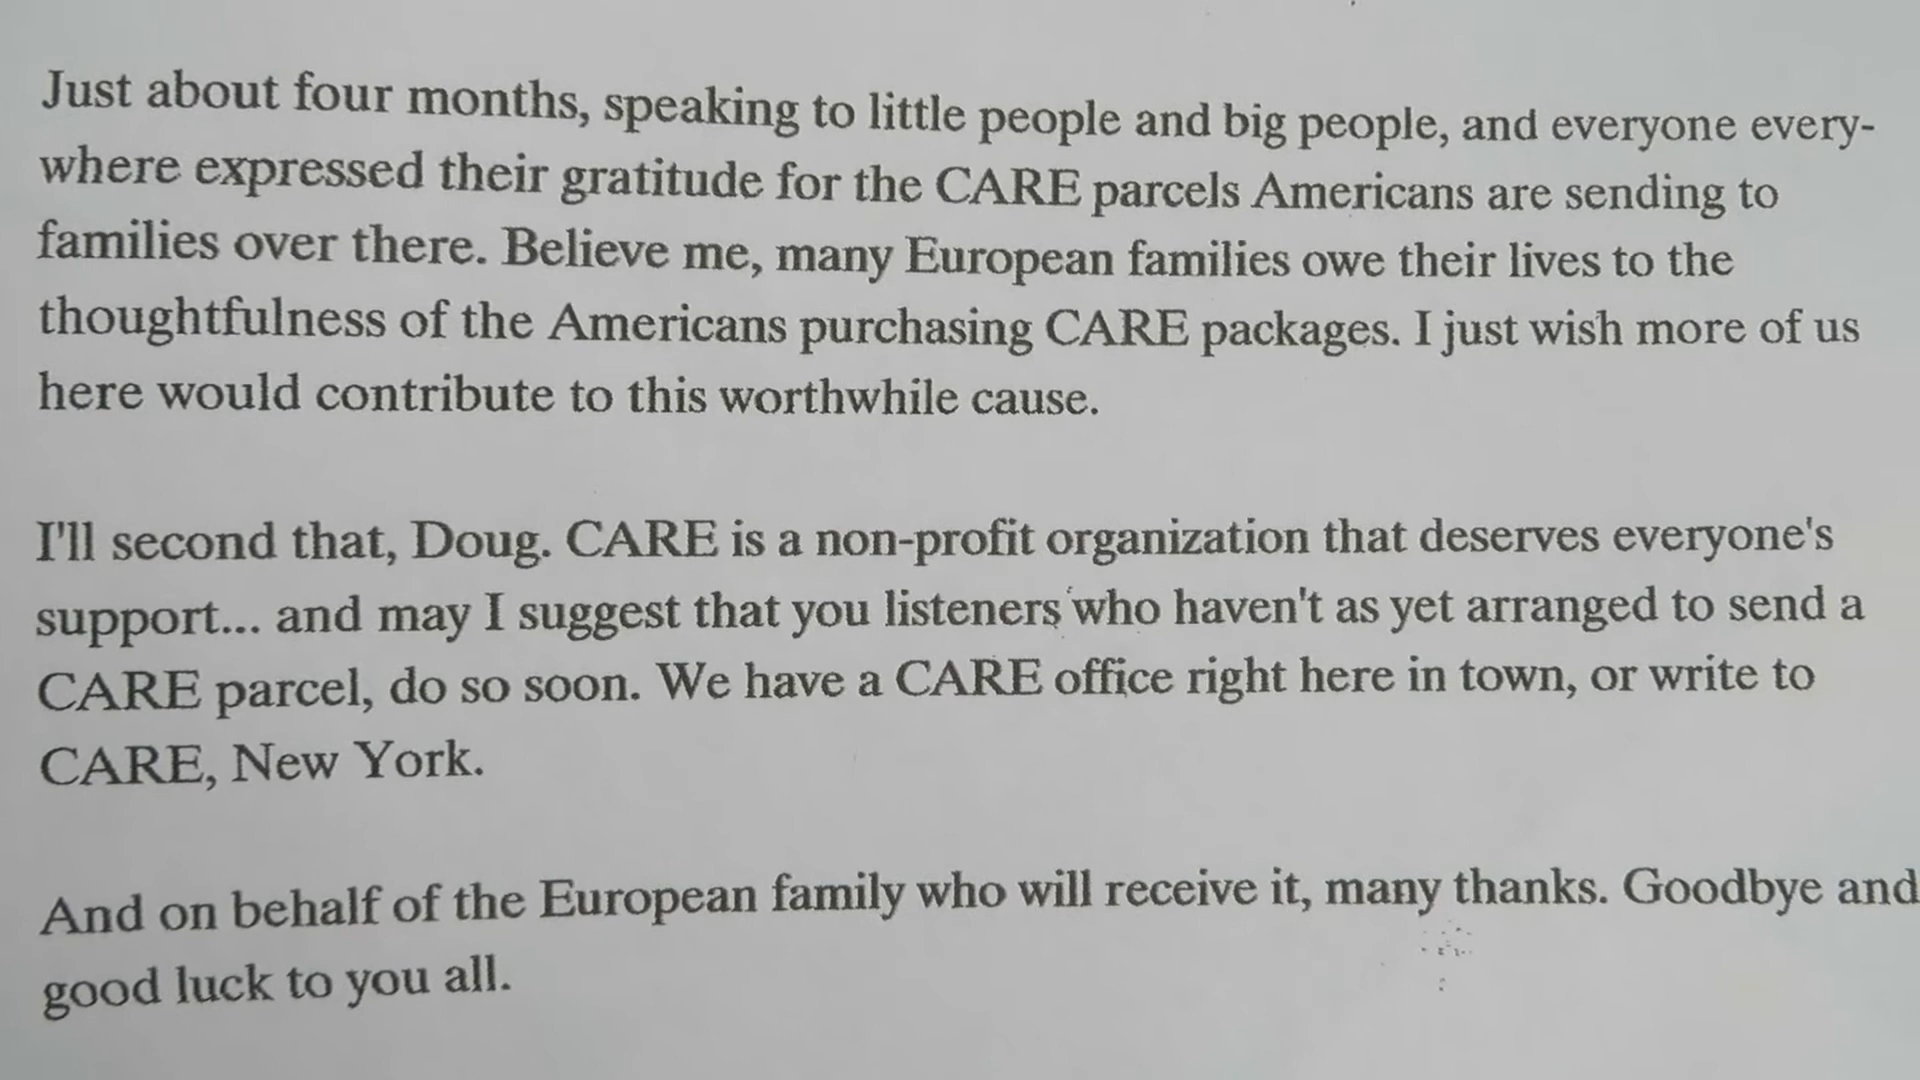 Just about four months, speaking to little people and big people, and everyone every-
where expressed their gratitude for the CARE parcels Americans are sending to
families over there. Believe me, many European families owe their lives to the
thoughtfulness of the Americans purchasing CARE packages. I just wish more of us
here would contribute to this worthwhile cause.
I'll second that, Doug. CARE is a non-profit organization that deserves everyone's
support... and may I suggest that you listeners who haven't as yet arranged to send a
CARE parcel, do so soon. We have a CARE office right here in town, or write to
CARE, New York.
And on behalf of the European family who will receive it, many thanks. Goodbye and
good luck to you all.